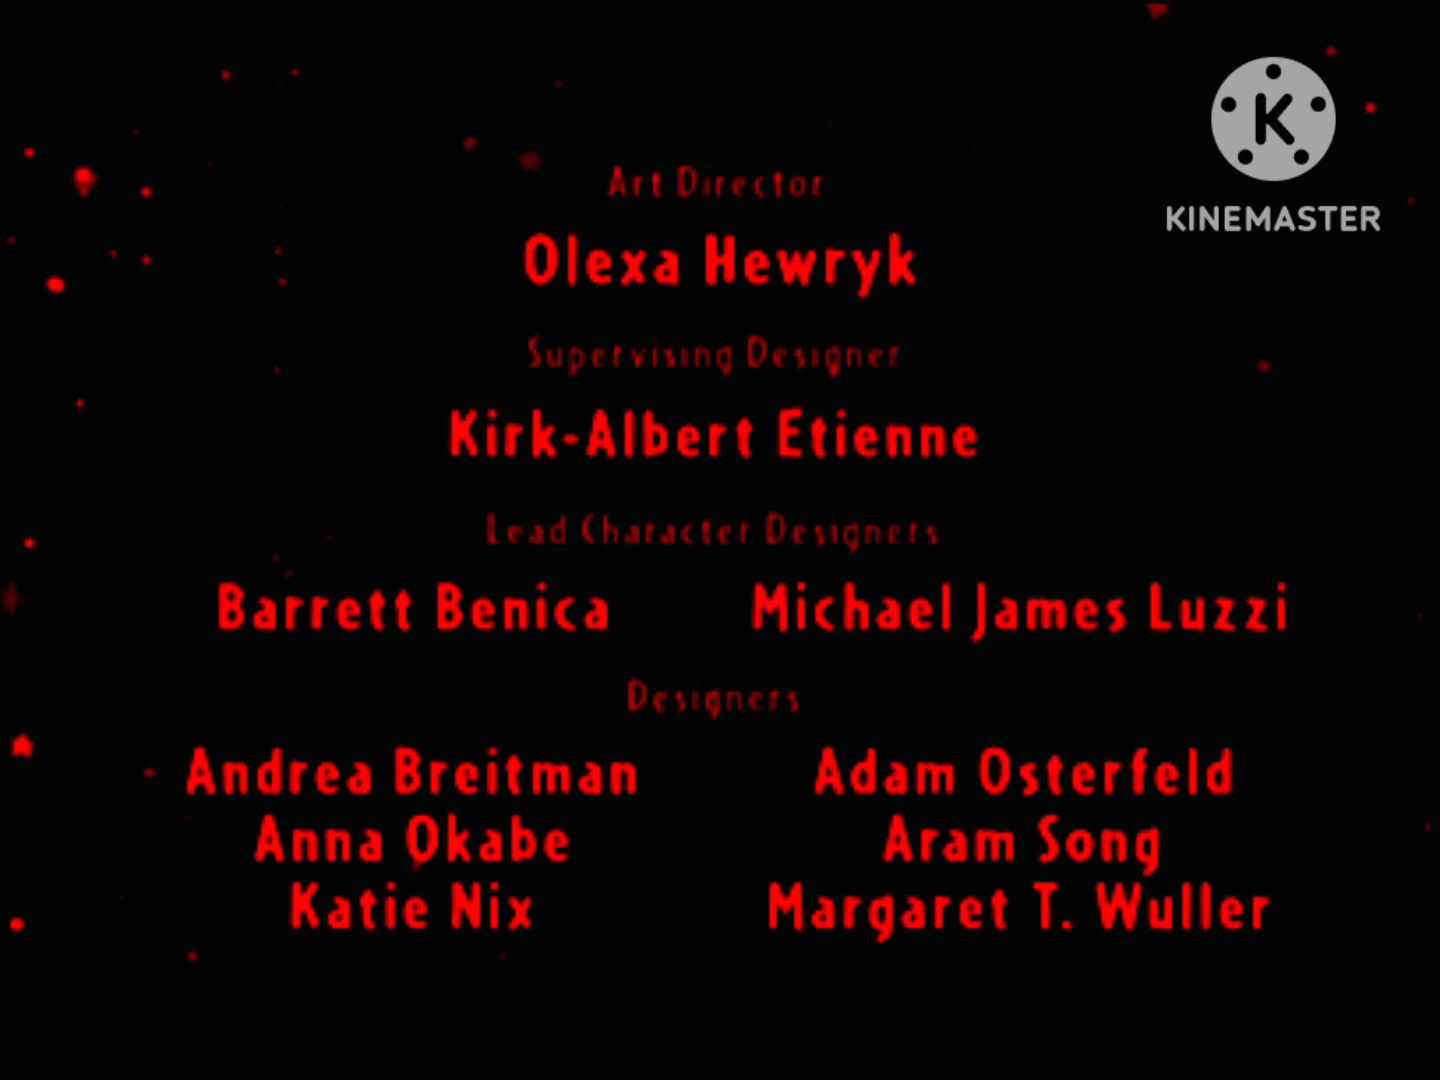 K
KINEMASTER
Art Director
Olexa Hewryk
Supervising Designer
Kirk-Albert Etienne
Lead Character Designers
Barrett Benica Michael James Luzzi
Designers
Andrea Breitman Adam Osterfeld
Anna Okabe Aram Song
Katie Nix Margaret T. Wuller